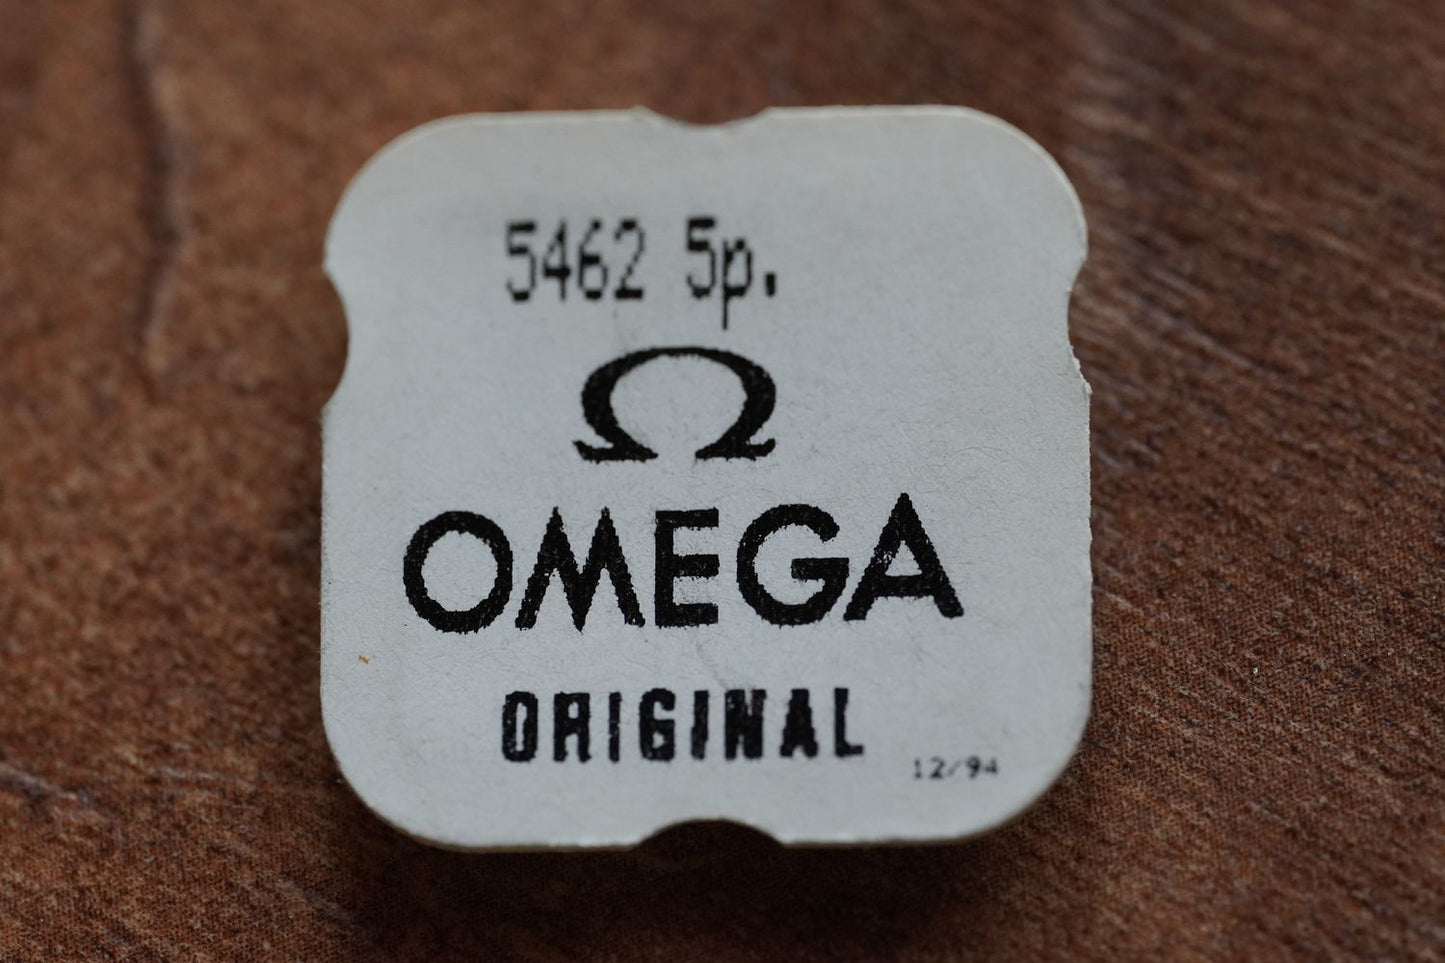 5462 5p.
Ω
OMEGA
ORIGINAL
12/94